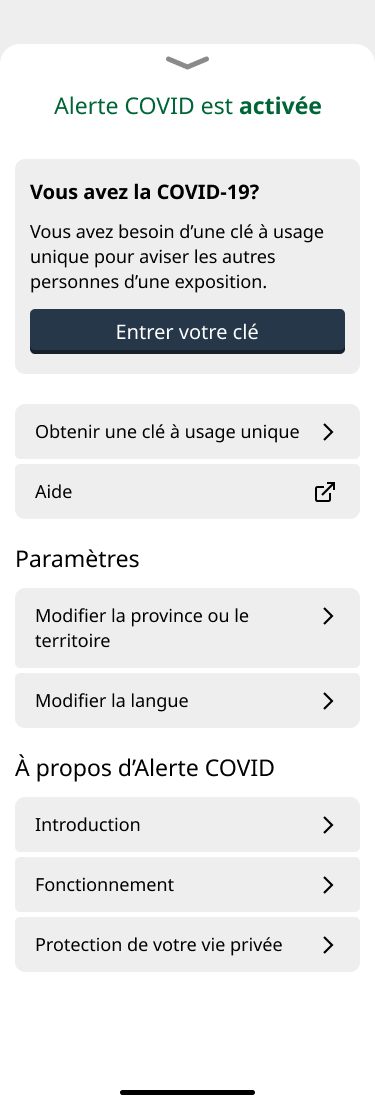 Alerte COVID est activée
Vous avez la COVID-19?
Vous avez besoin d’une clé à usage
unique pour aviser les autres
personnes d’une exposition.
Entrer votre clé
Obtenir une clé à usage unique
Aide
Paramètres
Modifier la province ou le
territoire
Modifier la langue
À propos d’Alerte COVID
Introduction
Fonctionnement
Protection de votre vie privée